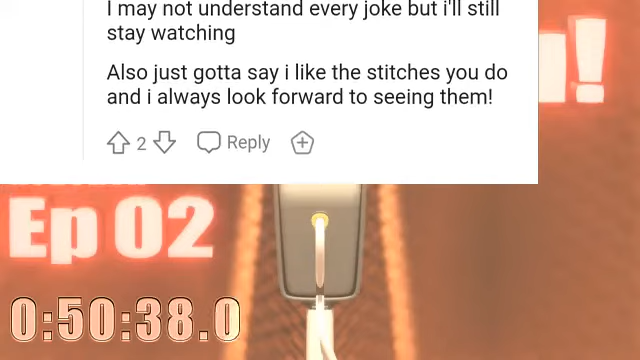 I may not understand every joke but i'll still
stay watching
Also just gotta say i like the stitches you do
and i always look forward to seeing them!
2 Reply
!
Ep 02
0:50:38.0